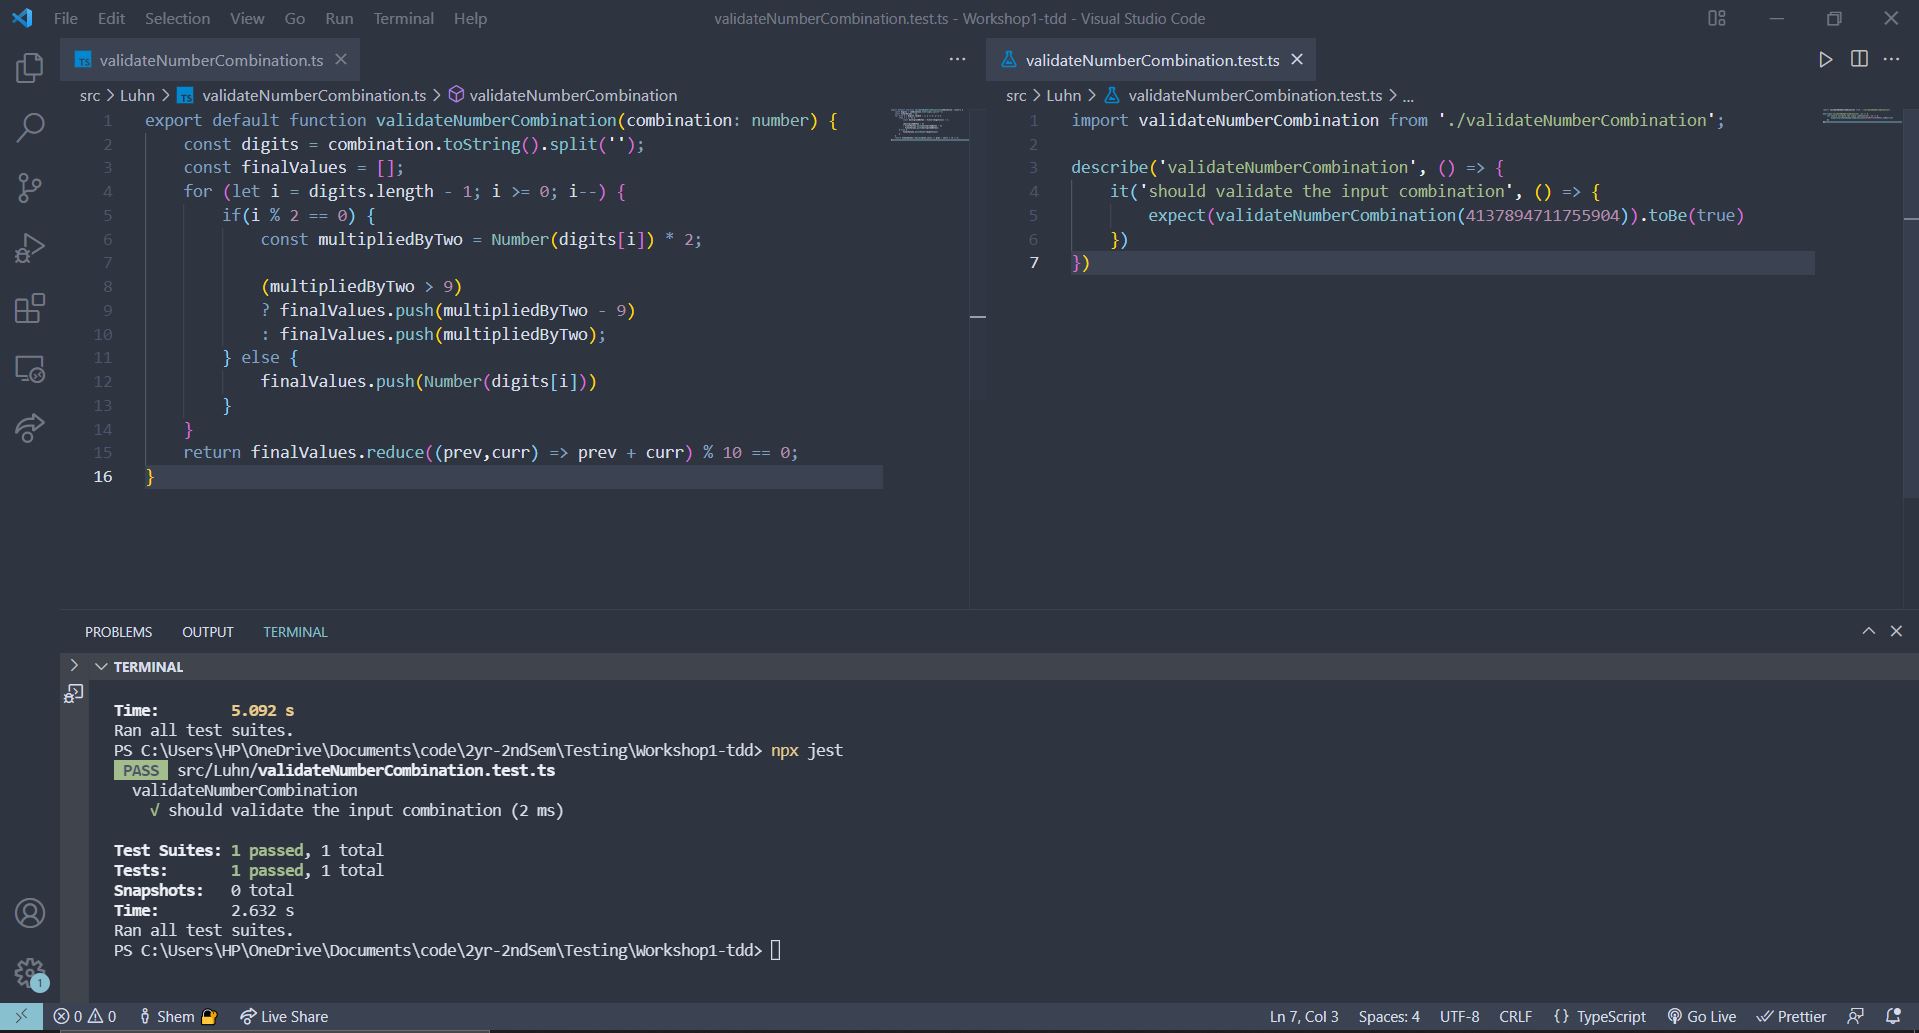 File Edit Selection View Go Run Terminal Help
validateNumberCombination.test.ts - Workshop1-tdd - Visual Studio Code
TS validateNumberCombination.ts
src > Luhn > TS validateNumberCombination.ts > validateNumberCombination
1 export default function validateNumberCombination(combination: number) {
2 const digits = combination.toString().split('');
3 const finalValues = [];
4 for (let i = digits.length - 1; i >= 0; i--) {
5 if(i % 2 == 0) {
6 const multipliedByTwo = Number(digits[i]) * 2;
7
8 (multipliedByTwo > 9)
9 ? finalValues.push(multipliedByTwo - 9)
10 : finalValues.push(multipliedByTwo);
11 } else {
12 finalValues.push(Number(digits[i]))
13 }
14 }
15 return finalValues.reduce((prev,curr) => prev + curr) % 10 == 0;
16 }
validateNumberCombination.test.ts
src > Luhn > validateNumberCombination.test.ts > ...
1 import validateNumberCombination from './validateNumberCombination';
2
3 describe('validateNumberCombination', () => {
4 it('should validate the input combination', () => {
5 expect(validateNumberCombination(4137894711755904)).toBe(true)
6 })
7 })
PROBLEMS OUTPUT TERMINAL
TERMINAL
Time: 5.092 s
Ran all test suites.
PS C:\Users\HP\OneDrive\Documents\code\2yr-2ndSem\Testing\Workshop1-tdd> npx jest
PASS src/Luhn/validateNumberCombination.test.ts
validateNumberCombination
√ should validate the input combination (2 ms)
Test Suites: 1 passed, 1 total
Tests: 1 passed, 1 total
Snapshots: 0 total
Time: 2.632 s
Ran all test suites.
PS C:\Users\HP\OneDrive\Documents\code\2yr-2ndSem\Testing\Workshop1-tdd>
1
0 0 Shem Live Share Ln 7, Col 3 Spaces: 4 UTF-8 CRLF {} TypeScript Go Live Prettier